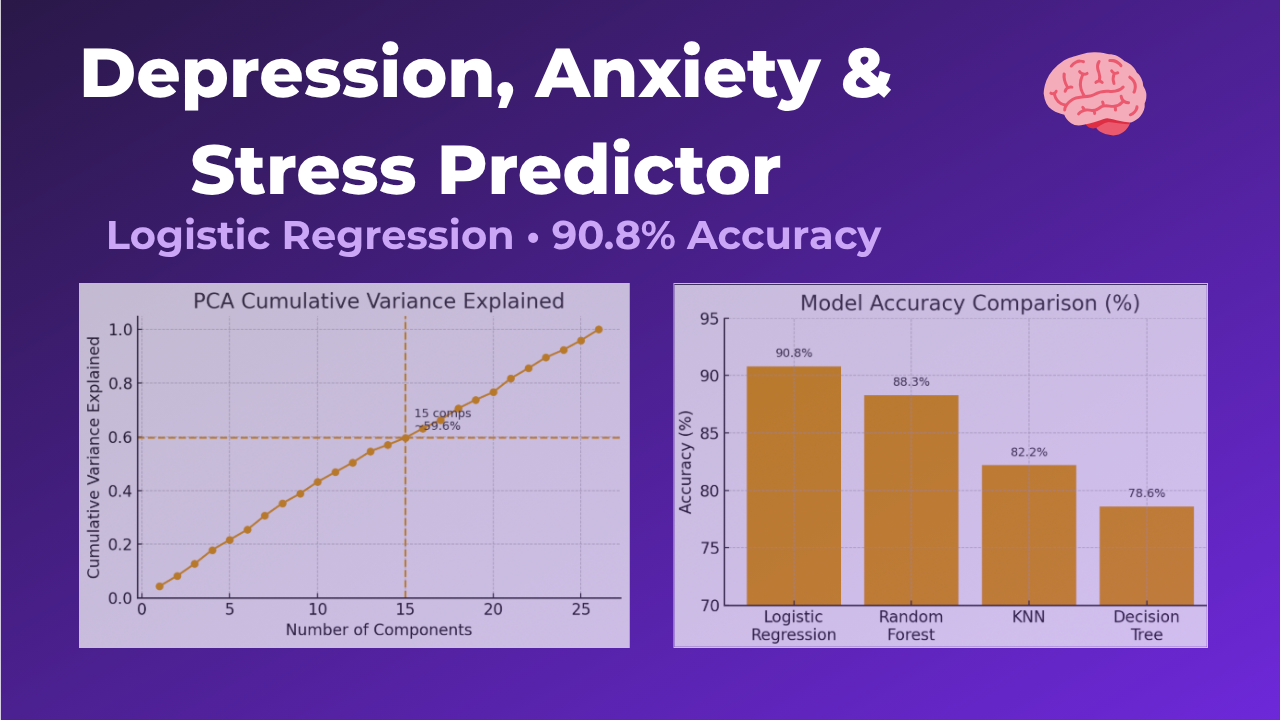 Depression, Anxiety &
Stress Predictor
Logistic Regression • 90.8% Accuracy
PCA Cumulative Variance Explained
Cumulative Variance Explained
1.0
0.8
0.6
0.4
0.2
0.0
15 comps
~59.6%
0 5 10 15 20 25
Number of Components
Model Accuracy Comparison (%)
Accuracy (%)
95
90
85
80
75
70
90.8%
88.3%
82.2%
78.6%
Logistic
Regression
Random
Forest
KNN
Decision
Tree